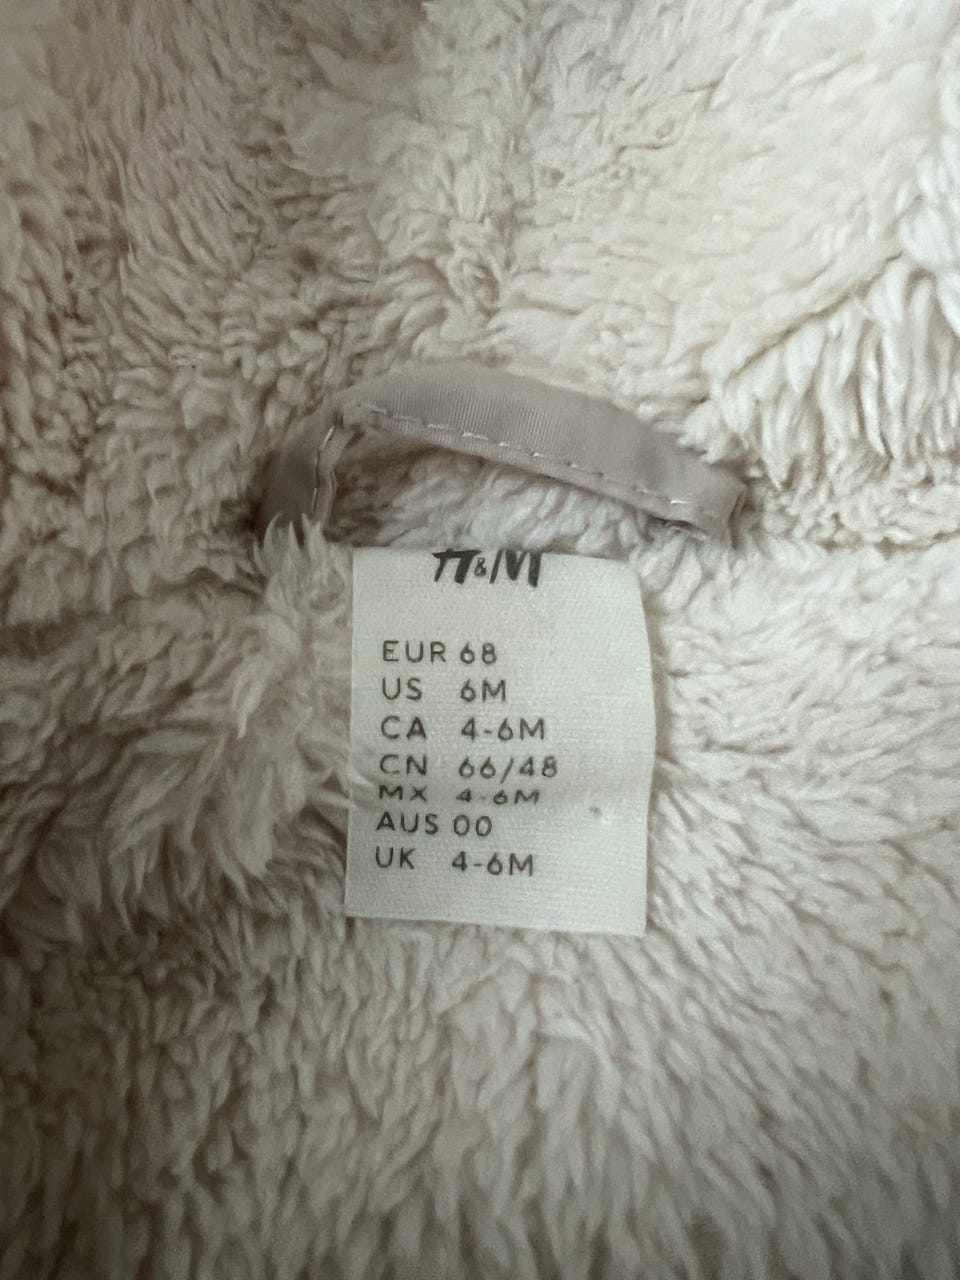 H&M
EUR 68
US 6M
CA 4-6M
CN 66/48
MX 4-6M
AUS 00
UK 4-6M